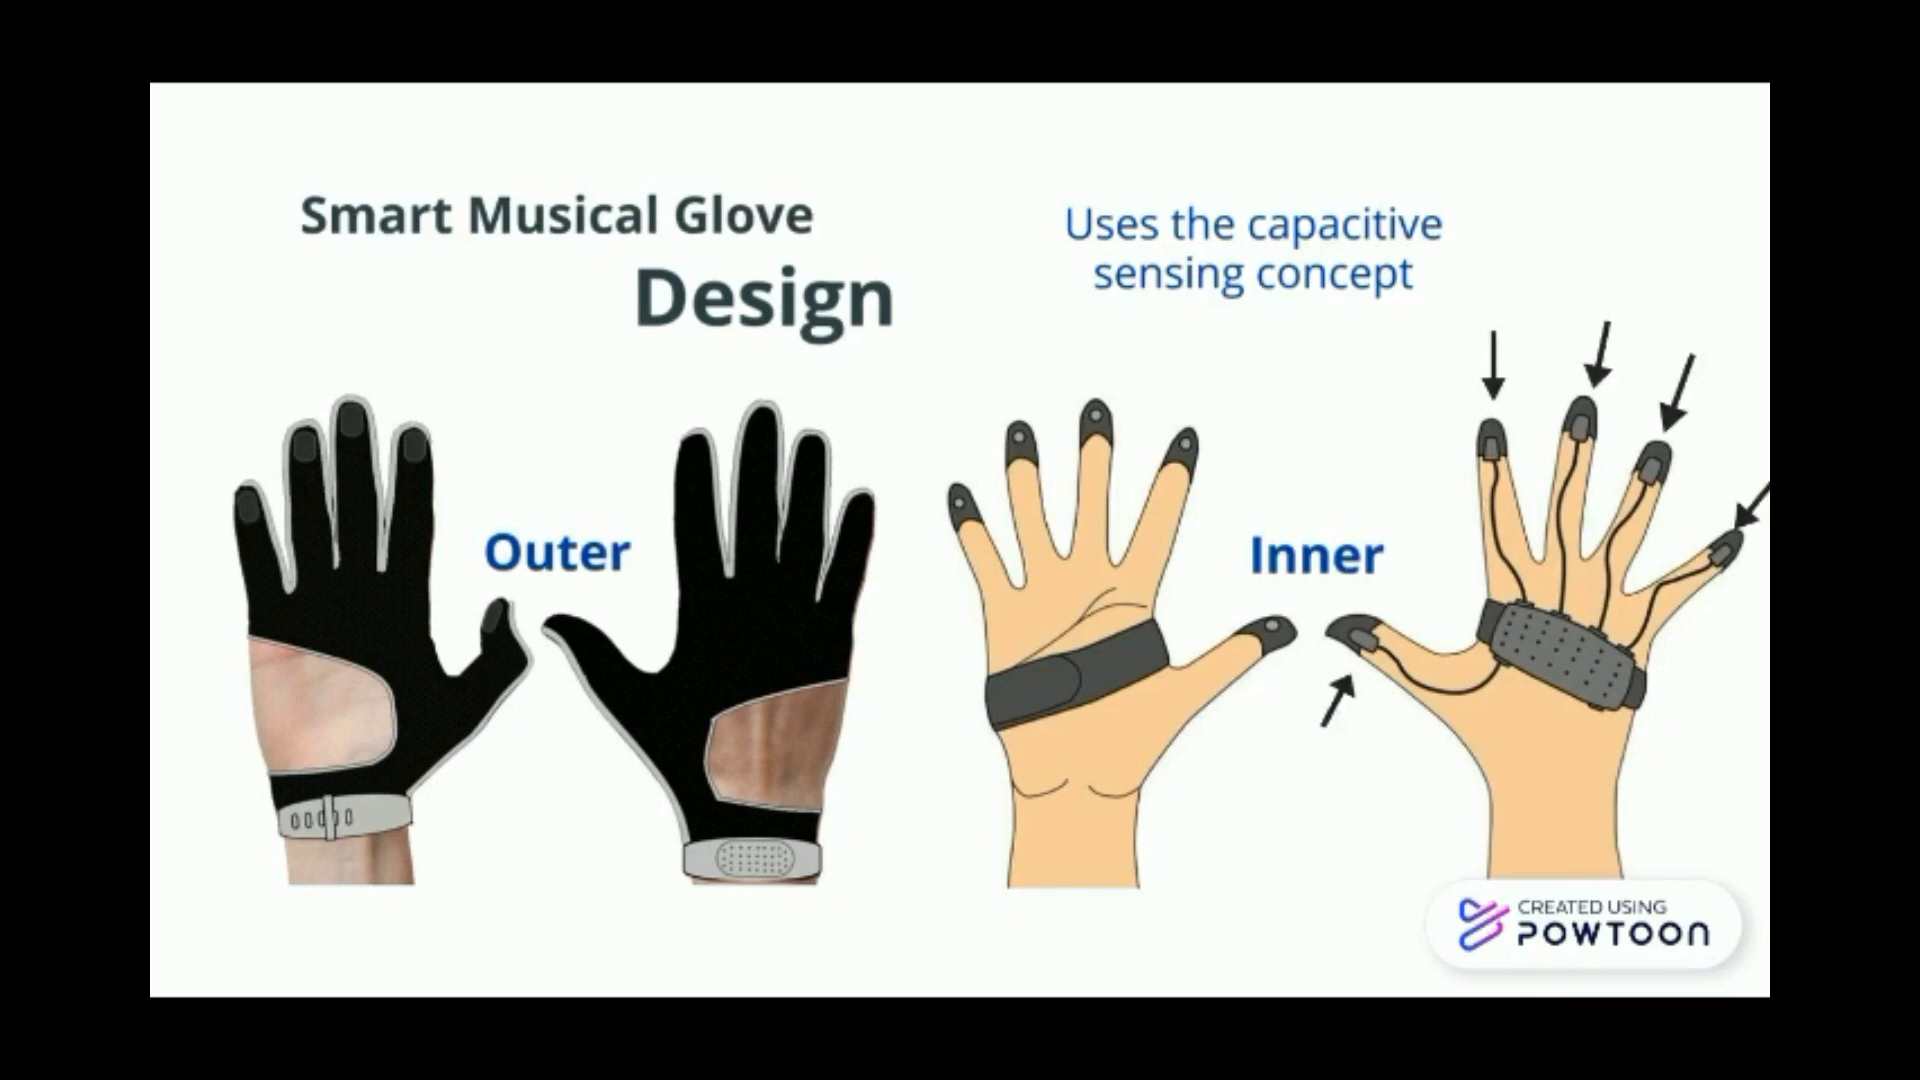 Smart Musical Glove
Design
Uses the capacitive
sensing concept
Outer
Inner
CREATED USING
POWTOON